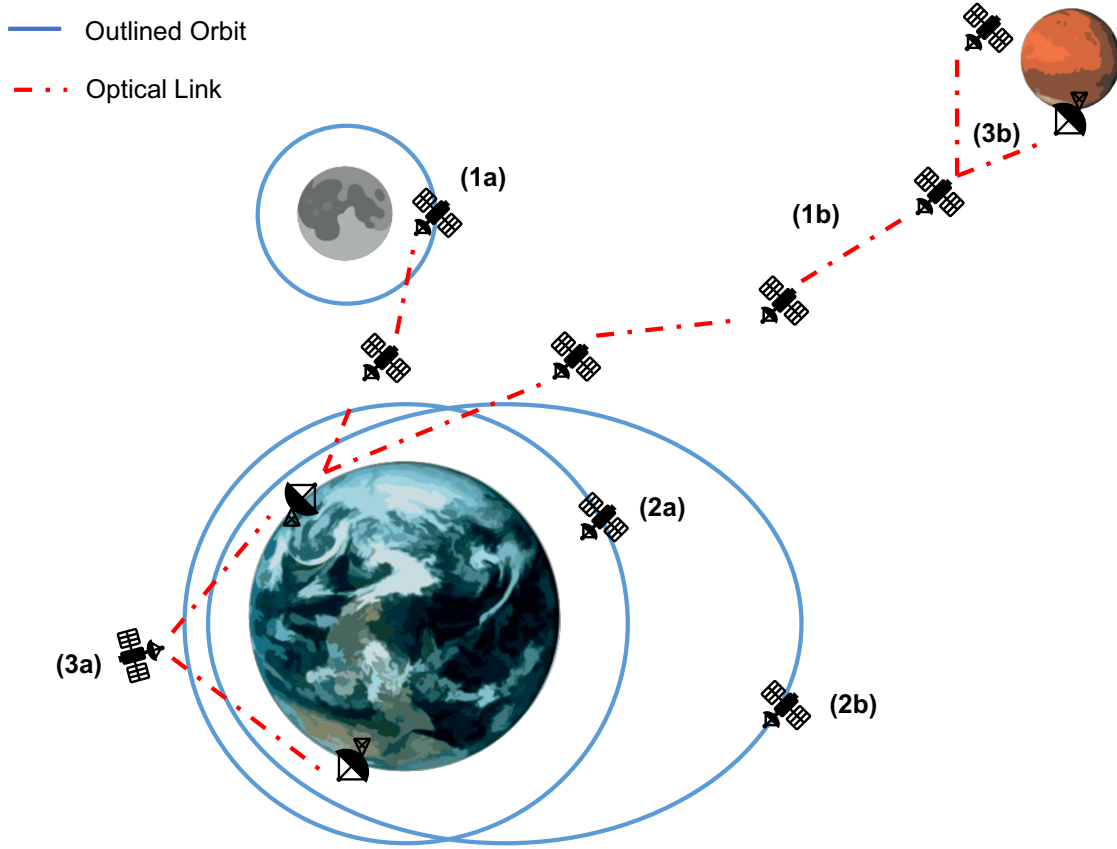 Outlined Orbit
Optical Link
(1a)
(3b)
(1b)
(2a)
(3a)
(2b)